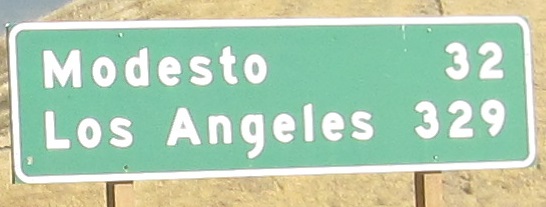 Modesto 32
Los Angeles 329